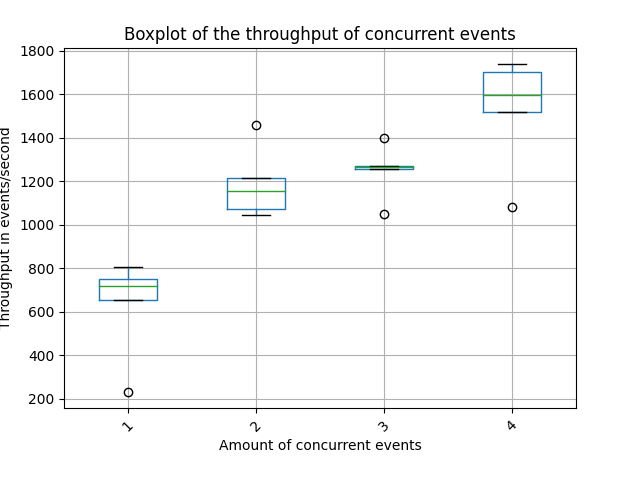 Boxplot of the throughput of concurrent events
1800
1600
1400
1200
1000
800
600
400
200
Throughput in events/second
1 2 3 4
Amount of concurrent events